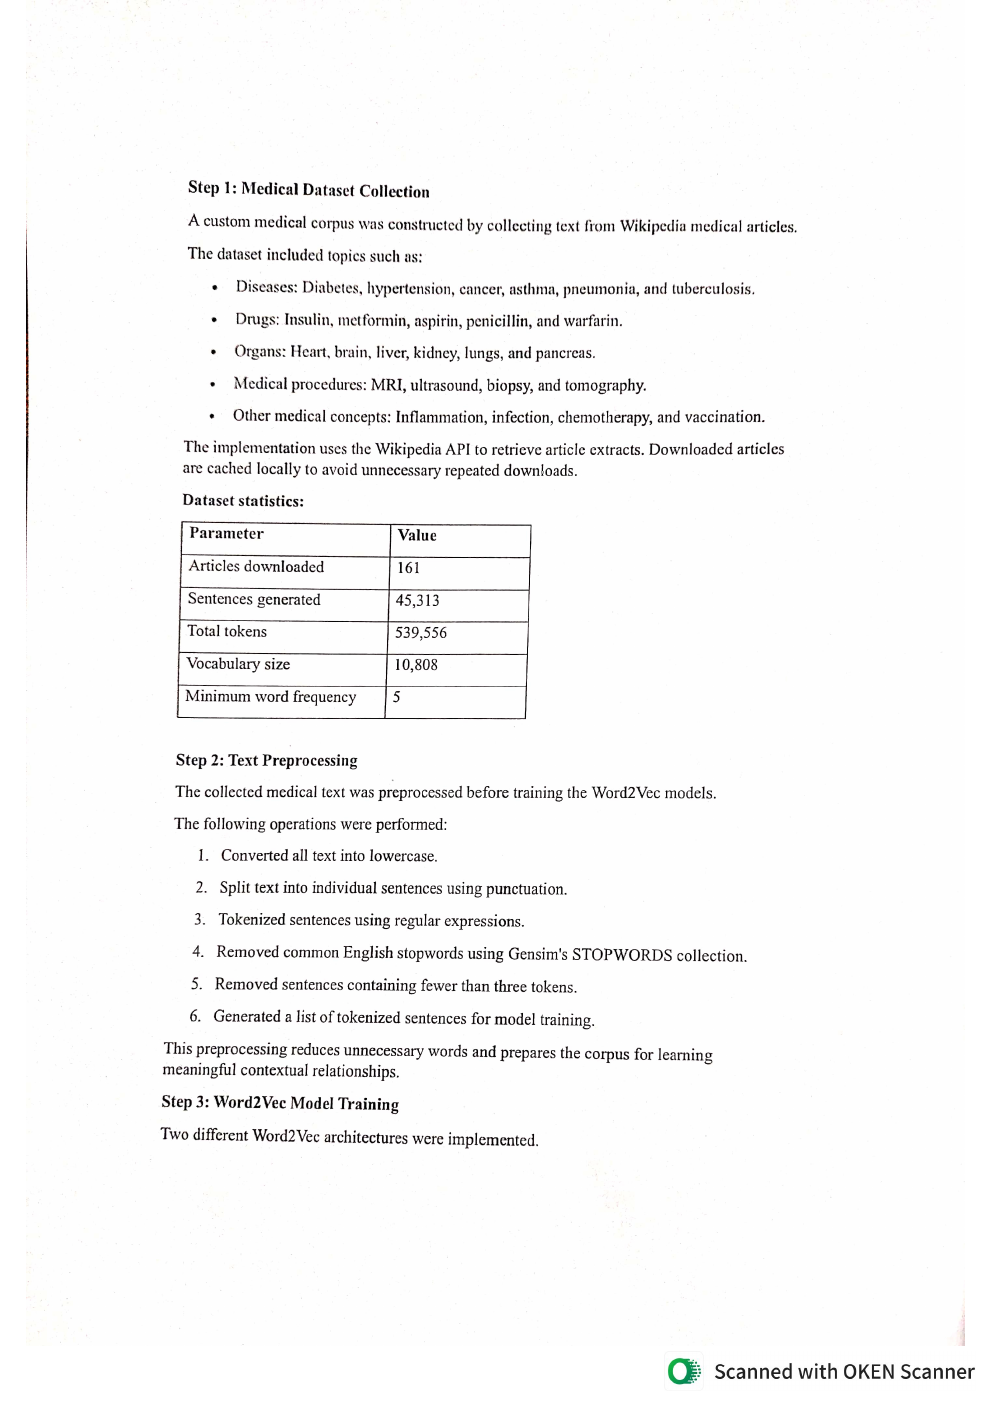 Step 1: Medical Dataset Collection
A custom medical corpus was constructed by collecting text from Wikipedia medical articles.
The dataset included topics such as:
• Diseases: Diabetes, hypertension, cancer, asthma, pneumonia, and tuberculosis.
• Drugs: Insulin, metformin, aspirin, penicillin, and warfarin.
• Organs: Heart, brain, liver, kidney, lungs, and pancreas.
• Medical procedures: MRI, ultrasound, biopsy, and tomography.
• Other medical concepts: Inflammation, infection, chemotherapy, and vaccination.
The implementation uses the Wikipedia API to retrieve article extracts. Downloaded articles
are cached locally to avoid unnecessary repeated downloads.
Dataset statistics:
Parameter Value
Articles downloaded 161
Sentences generated 45,313
Total tokens 539,556
Vocabulary size 10,808
Minimum word frequency 5
Step 2: Text Preprocessing
The collected medical text was preprocessed before training the Word2Vec models.
The following operations were performed:
1. Converted all text into lowercase.
2. Split text into individual sentences using punctuation.
3. Tokenized sentences using regular expressions.
4. Removed common English stopwords using Gensim's STOPWORDS collection.
5. Removed sentences containing fewer than three tokens.
6. Generated a list of tokenized sentences for model training.
This preprocessing reduces unnecessary words and prepares the corpus for learning
meaningful contextual relationships.
Step 3: Word2Vec Model Training
Two different Word2Vec architectures were implemented.
Scanned with OKEN Scanner